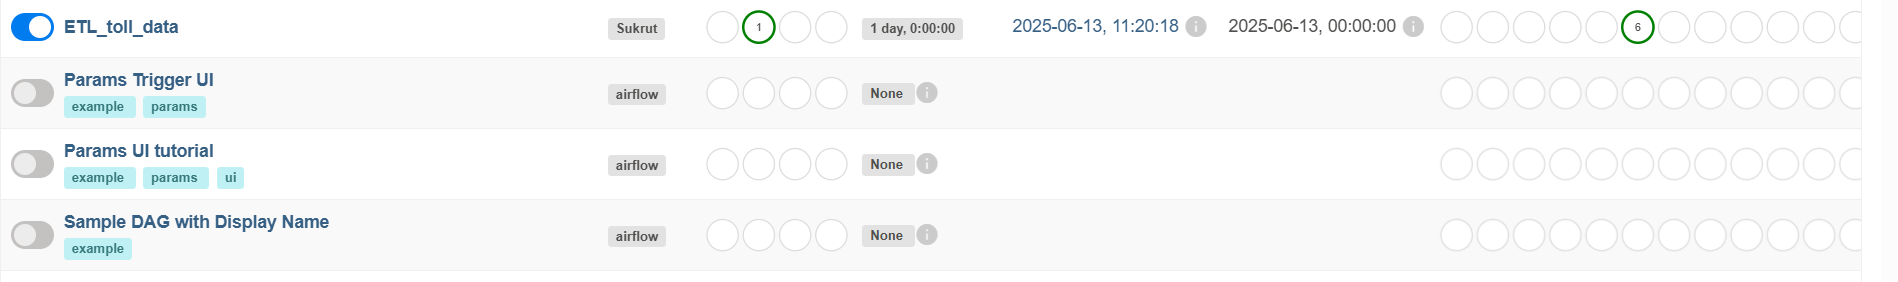 ETL_toll_data Sukrut 1 1 day, 0:00:00 2025-06-13, 11:20:18 i 2025-06-13, 00:00:00 i 6
Params Trigger UI
airflow None i
example params
Params UI tutorial
airflow None i
example params ui
Sample DAG with Display Name
airflow None i
example